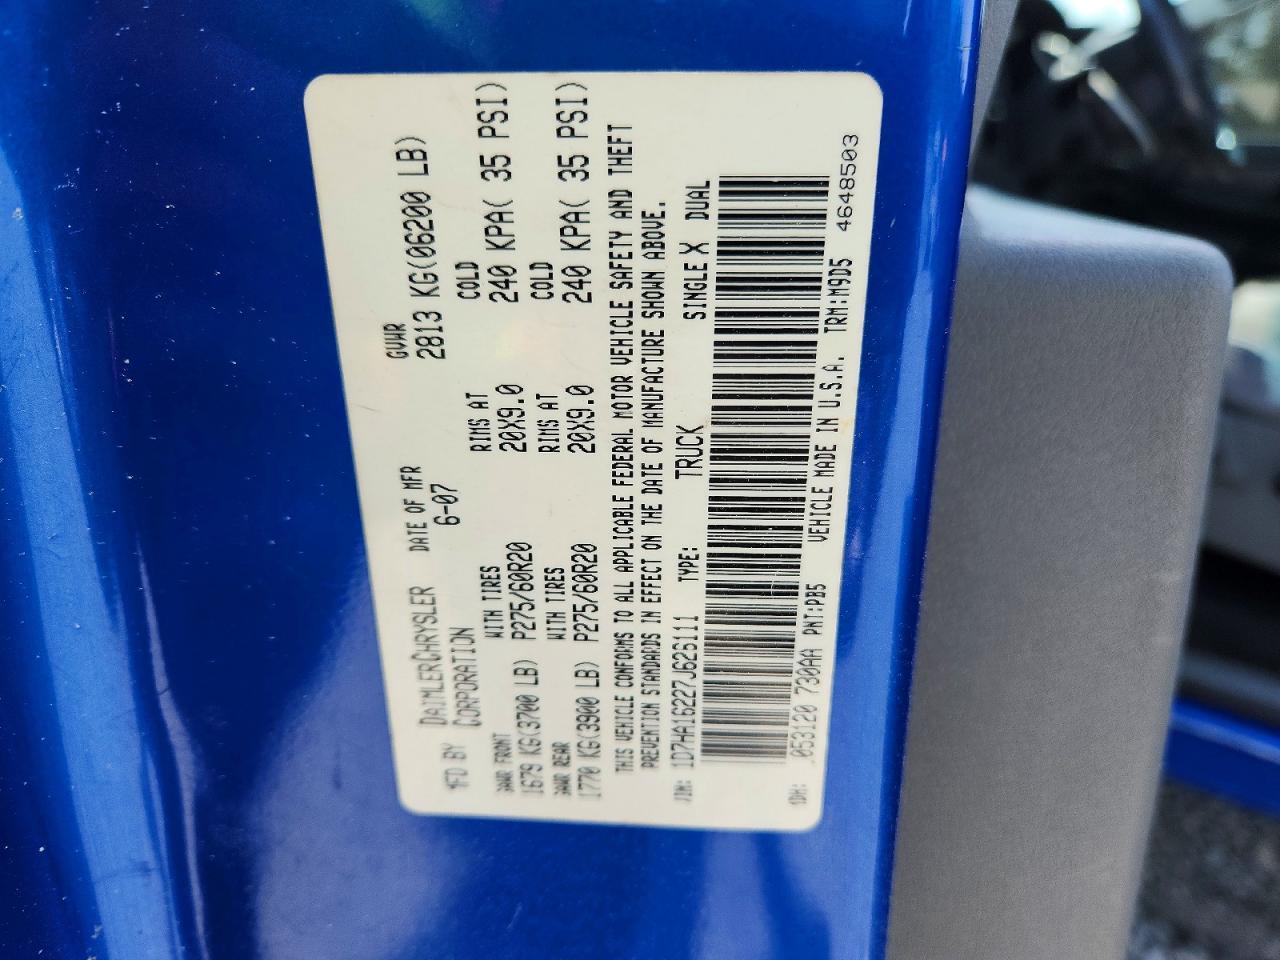 MFD BY DAIMLERCHRYSLER CORPORATION DATE OF MFR 6-07 GVWR 2813 KG(06200 LB)
GAWR FRONT WITH TIRES RIMS AT COLD
1679 KG(3700 LB) P275/60R20 20X9.0 240 KPA( 35 PSI)
GAWR REAR WITH TIRES RIMS AT COLD
1770 KG(3900 LB) P275/60R20 20X9.0 240 KPA( 35 PSI)
THIS VEHICLE CONFORMS TO ALL APPLICABLE FEDERAL MOTOR VEHICLE SAFETY AND THEFT
PREVENTION STANDARDS IN EFFECT ON THE DATE OF MANUFACTURE SHOWN ABOVE.
VIN: 1D7HA16227J626111 TYPE: TRUCK SINGLE X DUAL
MDH: 053120 730AA PNT:PB5 VEHICLE MADE IN U.S.A. TRM:M9D5 4648503